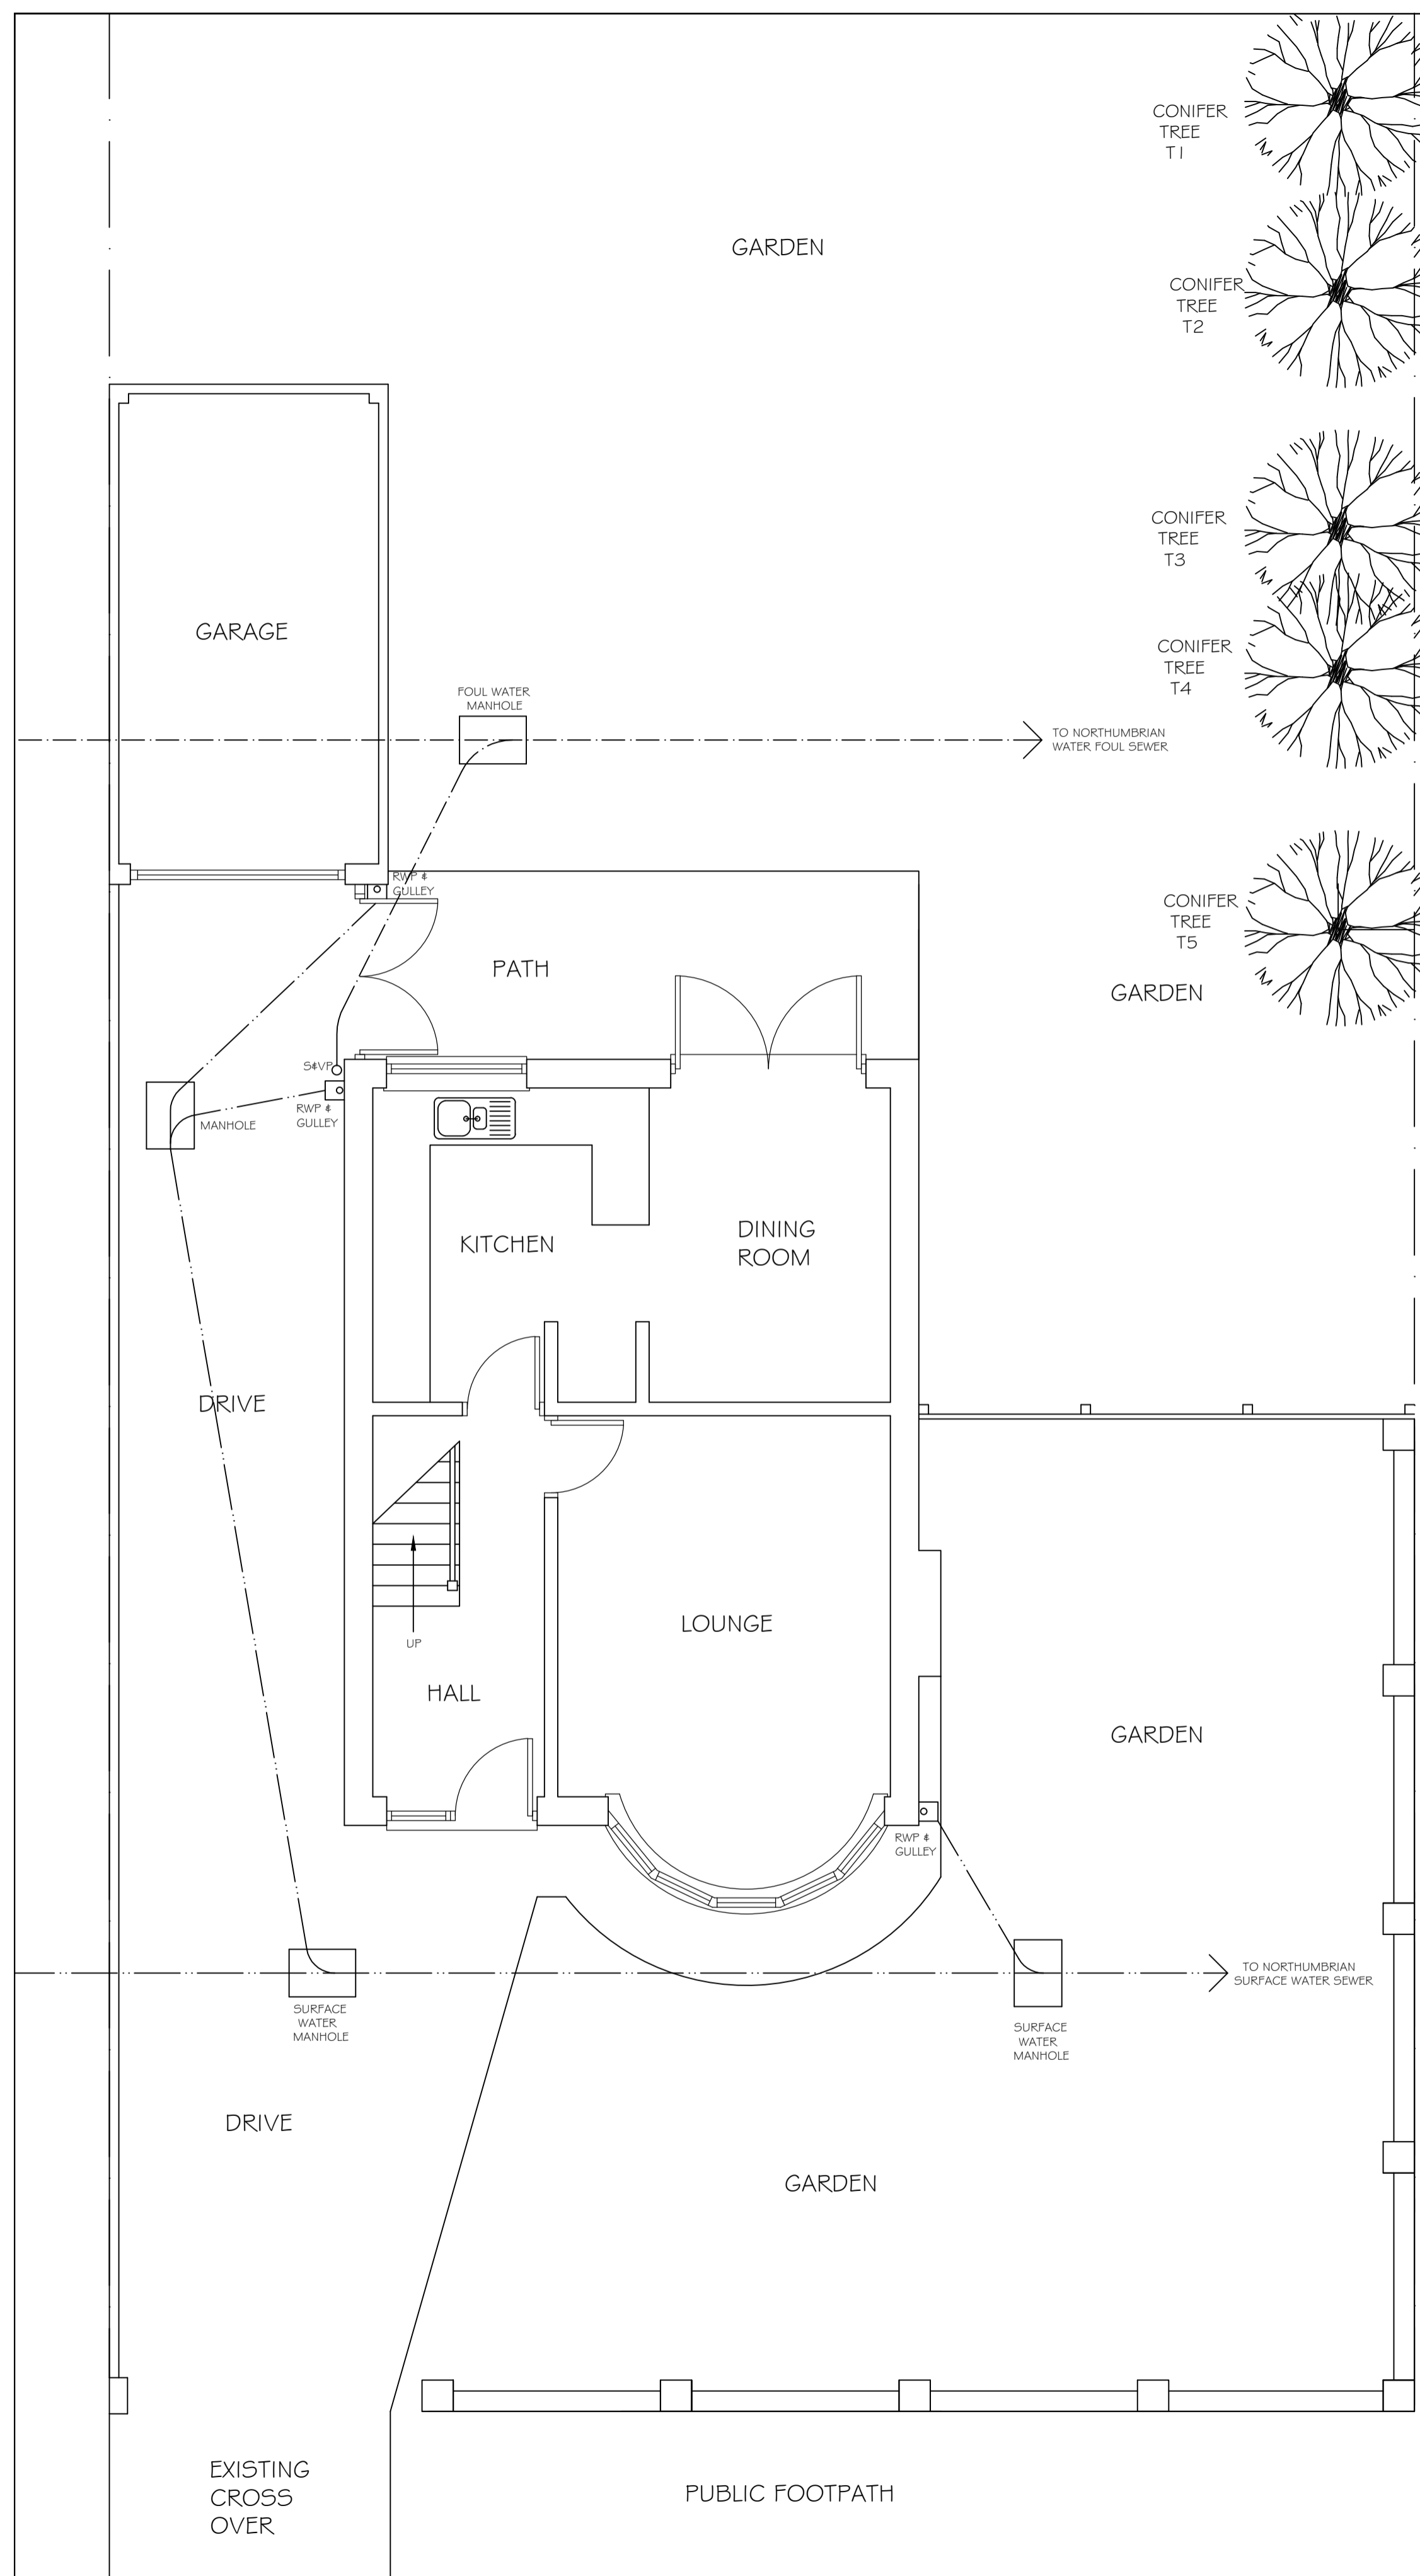 CONIFER
TREE
T1
GARDEN
CONIFER
TREE
T2
CONIFER
TREE
T3
GARAGE
CONIFER
TREE
T4
FOUL WATER
MANHOLE
TO NORTHUMBRIAN
WATER FOUL SEWER
RWP &
GULLEY
CONIFER
TREE
T5
PATH
GARDEN
S&VP
RWP &
GULLEY
MANHOLE
KITCHEN
DINING
ROOM
DRIVE
LOUNGE
UP
HALL
GARDEN
RWP &
GULLEY
TO NORTHUMBRIAN
SURFACE WATER SEWER
SURFACE
WATER
MANHOLE
SURFACE
WATER
MANHOLE
DRIVE
GARDEN
EXISTING
CROSS
OVER
PUBLIC FOOTPATH